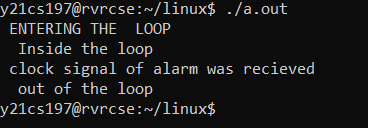 y21cs197@rvrcse:~/linux$ ./a.out
ENTERING THE  LOOP
Inside the loop
clock signal of alarm was recieved
out of the loop
y21cs197@rvrcse:~/linux$